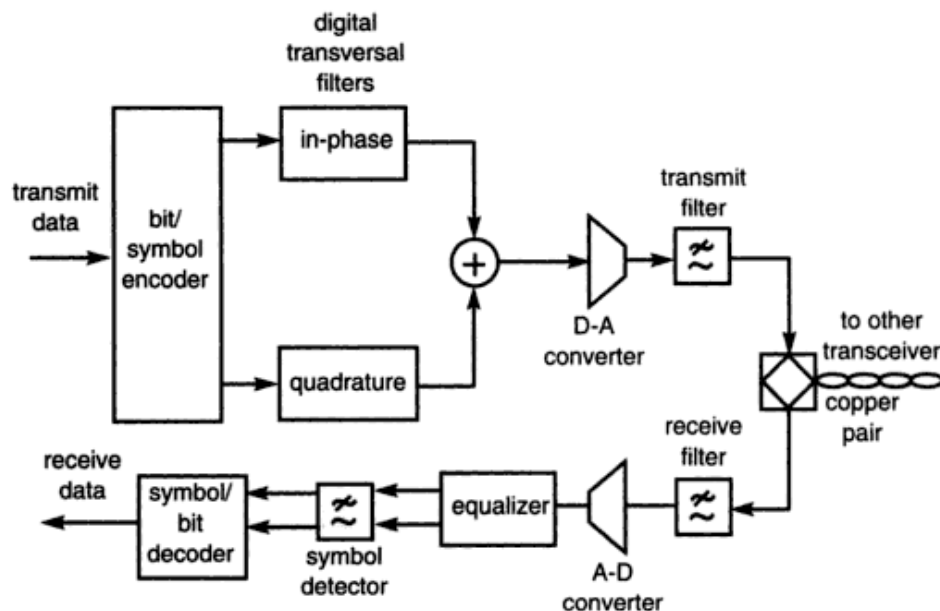 digital
transversal
filters
in-phase
transmit
data
bit/
symbol
encoder
+
transmit
filter
D-A
converter
quadrature
to other
transceiver
copper
pair
receive
data
symbol/
bit
decoder
symbol
detector
equalizer
A-D
converter
receive
filter